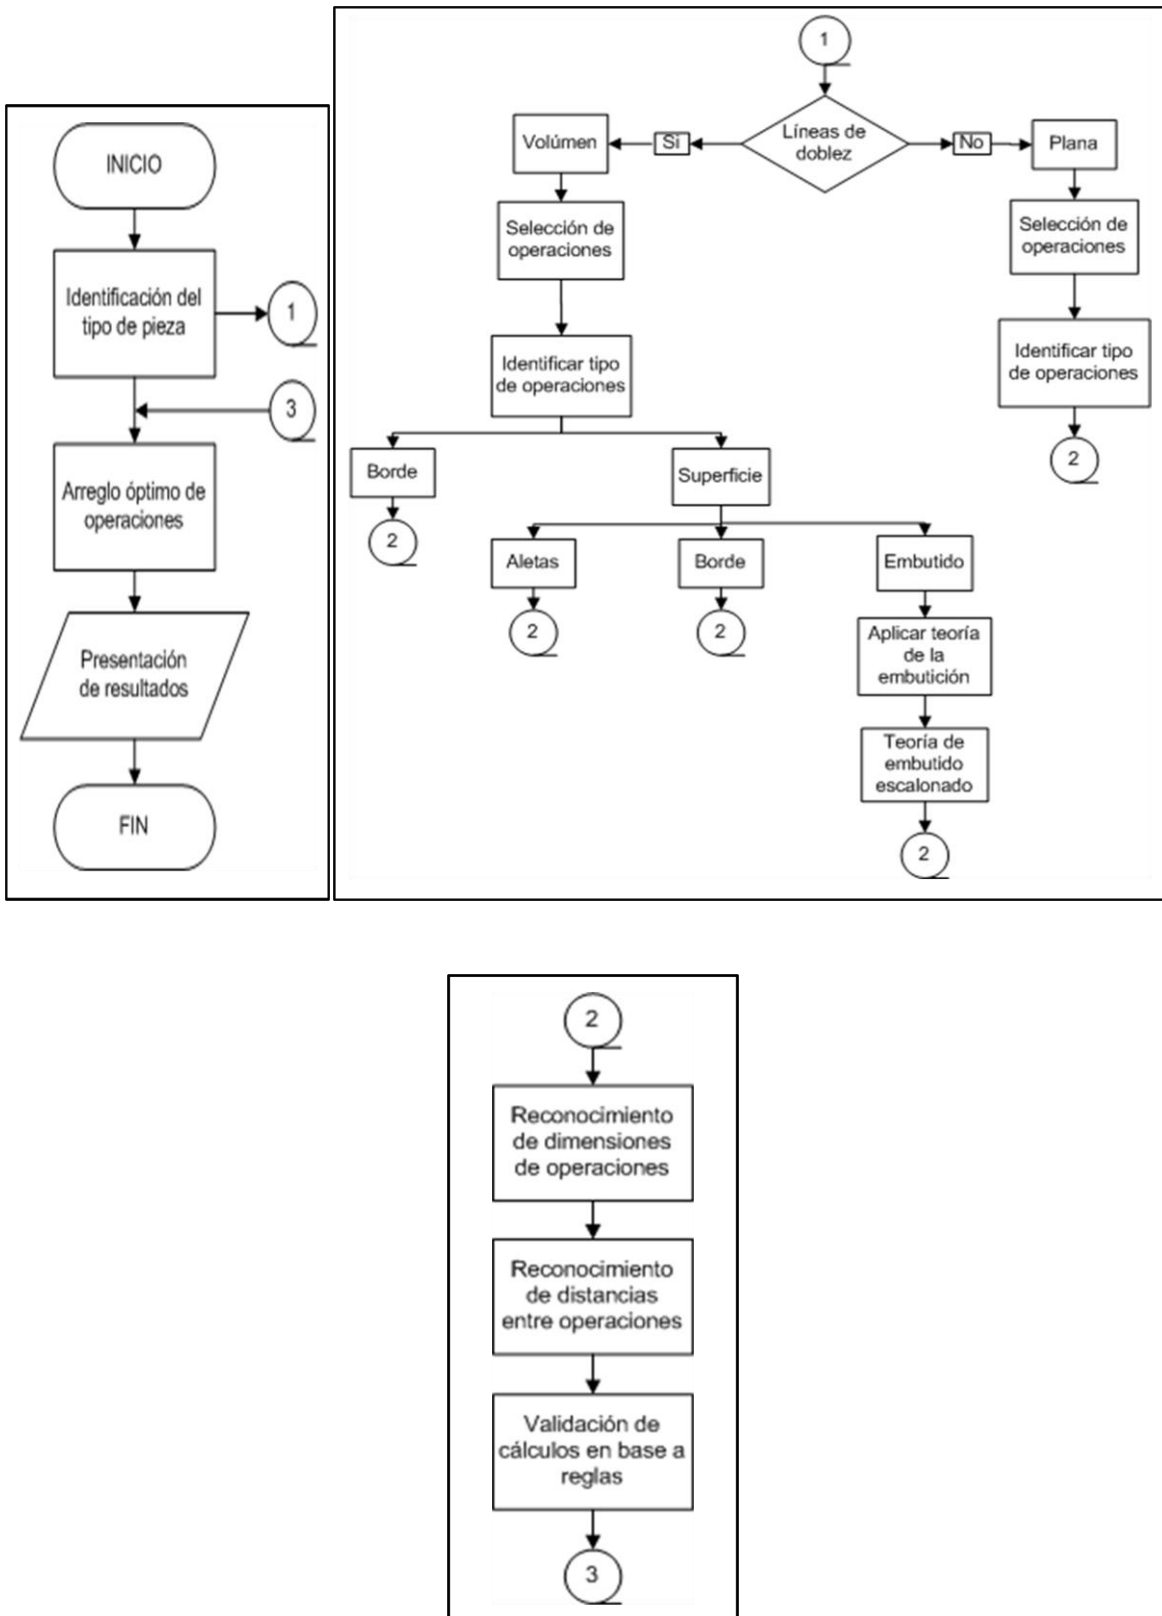 INICIO
Identificación del
tipo de pieza
1
3
Arreglo óptimo de
operaciones
Presentación
de resultados
FIN
1
Líneas de
doblez
Si
No
Volúmen
Plana
Selección de
operaciones
Selección de
operaciones
Identificar tipo
de operaciones
Identificar tipo
de operaciones
2
Borde
Superficie
2
Aletas
Borde
Embutido
2
2
Aplicar teoría
de la
embutición
Teoría de
embutido
escalonado
2
2
Reconocimiento
de dimensiones
de operaciones
Reconocimiento
de distancias
entre operaciones
Validación de
cálculos en base a
reglas
3